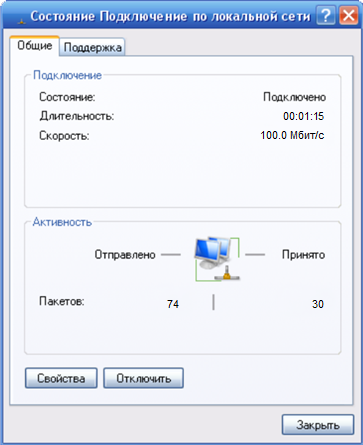 Состояние Подключение по локальной сети
Общие Поддержка
Подключение
Состояние: Подключено
Длительность: 00:01:15
Скорость: 100.0 Мбит/с
Активность
Отправлено — — Принято
Пакетов: 74 | 30
Свойства Отключить
Закрыть